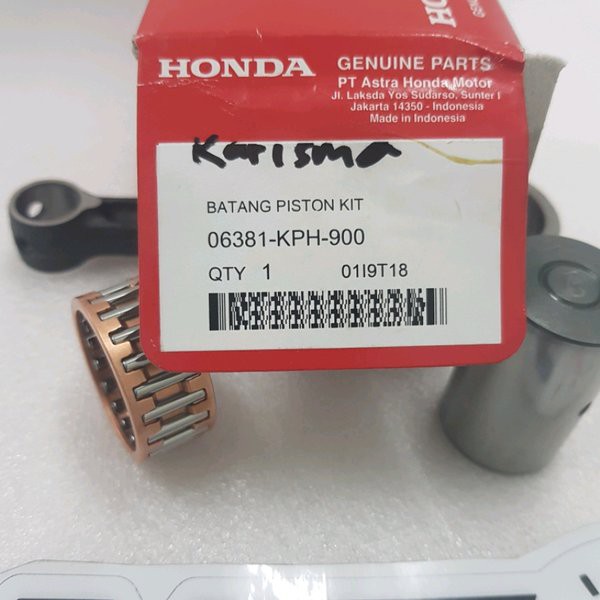 HONDA
GENUINE PARTS
PT Astra Honda Motor
Jl. Laksda Yos Sudarso, Sunter I
Jakarta 14350 - Indonesia
Made in Indonesia
Karisma
BATANG PISTON KIT
06381-KPH-900
QTY 1 01I9T18